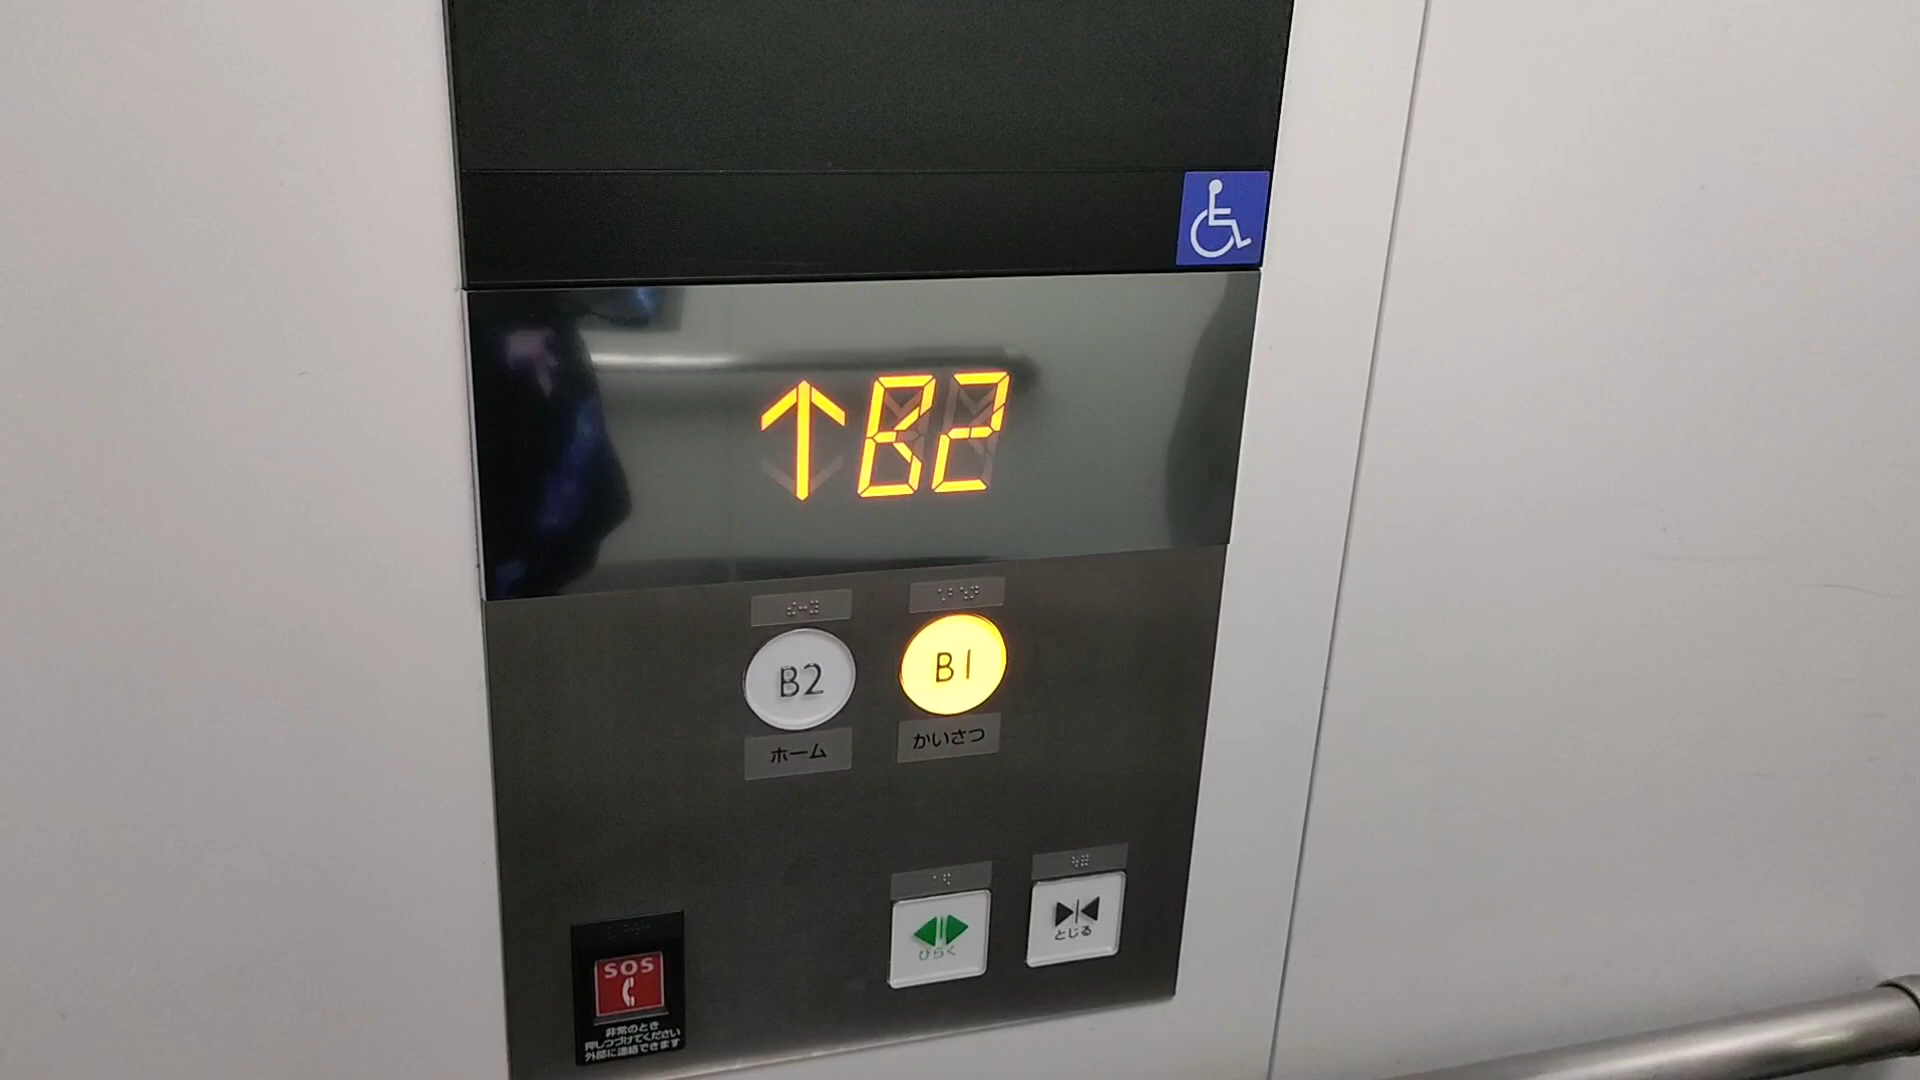 ↑B2
B2
B1
ホーム
かいさつ
ひらく
とじる
SOS
非常のとき
押しつづけてください
外部に連絡できます